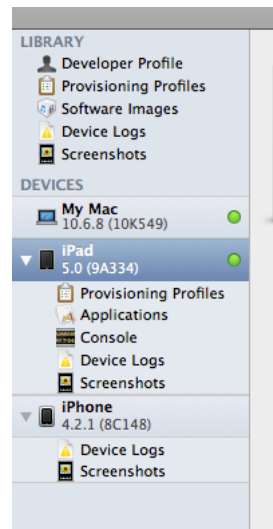 LIBRARY
Developer Profile
Provisioning Profiles
Software Images
Device Logs
Screenshots
DEVICES
My Mac
10.6.8 (10K549)
iPad
5.0 (9A334)
Provisioning Profiles
Applications
Console
Device Logs
Screenshots
iPhone
4.2.1 (8C148)
Device Logs
Screenshots